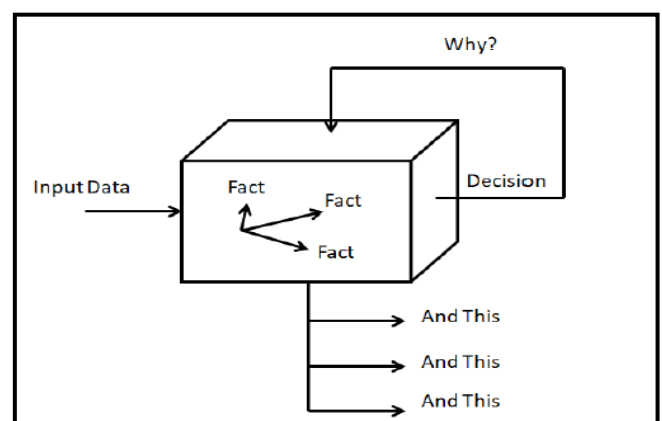 Why?
Input Data
Decision
Fact
Fact
Fact
And This
And This
And This